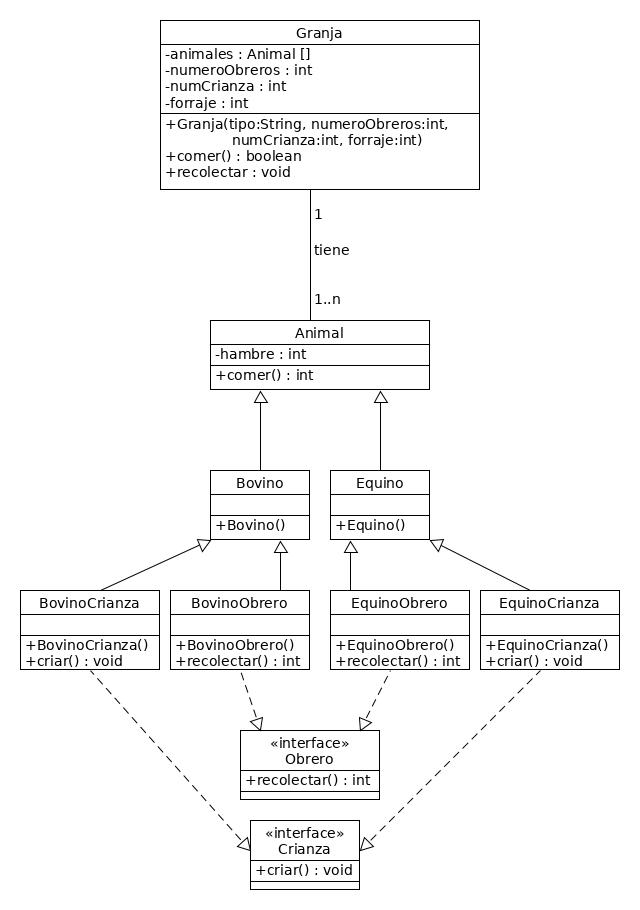 Granja
-animales : Animal []
-numeroObreros : int
-numCrianza : int
-forraje : int
+Granja(tipo:String, numeroObreros:int,
numCrianza:int, forraje:int)
+comer() : boolean
+recolectar : void
1
tiene
1..n
Animal
-hambre : int
+comer() : int
Bovino
+Bovino()
Equino
+Equino()
BovinoCrianza
+BovinoCrianza()
+criar() : void
BovinoObrero
+BovinoObrero()
+recolectar() : int
EquinoObrero
+EquinoObrero()
+recolectar() : int
EquinoCrianza
+EquinoCrianza()
+criar() : void
«interface»
Obrero
+recolectar() : int
«interface»
Crianza
+criar() : void